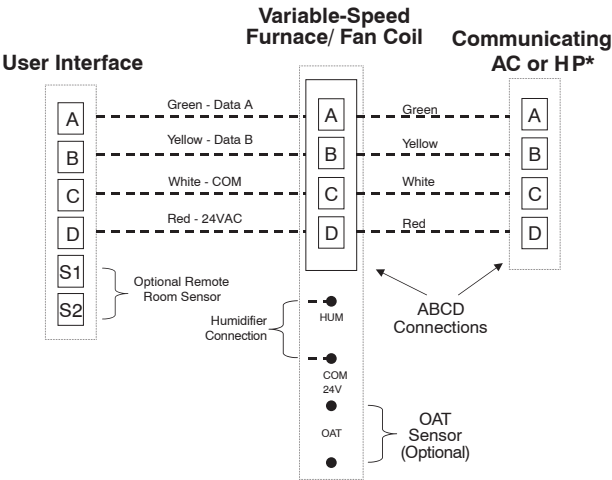 Variable-Speed
Furnace/ Fan Coil
Communicating
AC or HP*
User Interface
A
Green - Data A
A
Green
A
B
Yellow - Data B
B
Yellow
B
C
White - COM
C
White
C
D
Red - 24VAC
D
Red
D
S1
S2
Optional Remote
Room Sensor
Humidifier
Connection
HUM
COM
24V
OAT
ABCD
Connections
OAT
Sensor
(Optional)